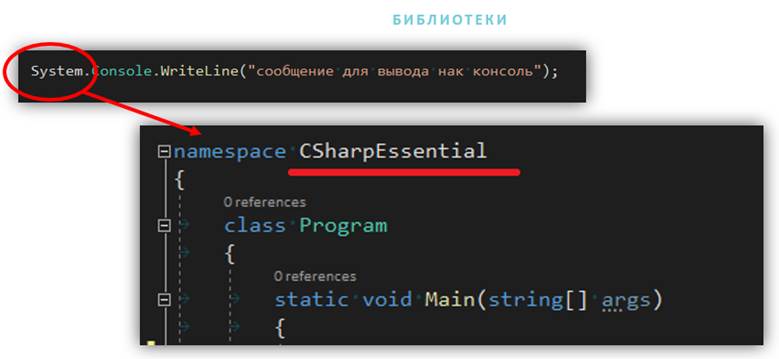 БИБЛИОТЕКИ
System.Console.WriteLine("сообщение для вывода нак консоль");
namespace CSharpEssential
{
0 references
class Program
{
0 references
static void Main(string[] args)
{